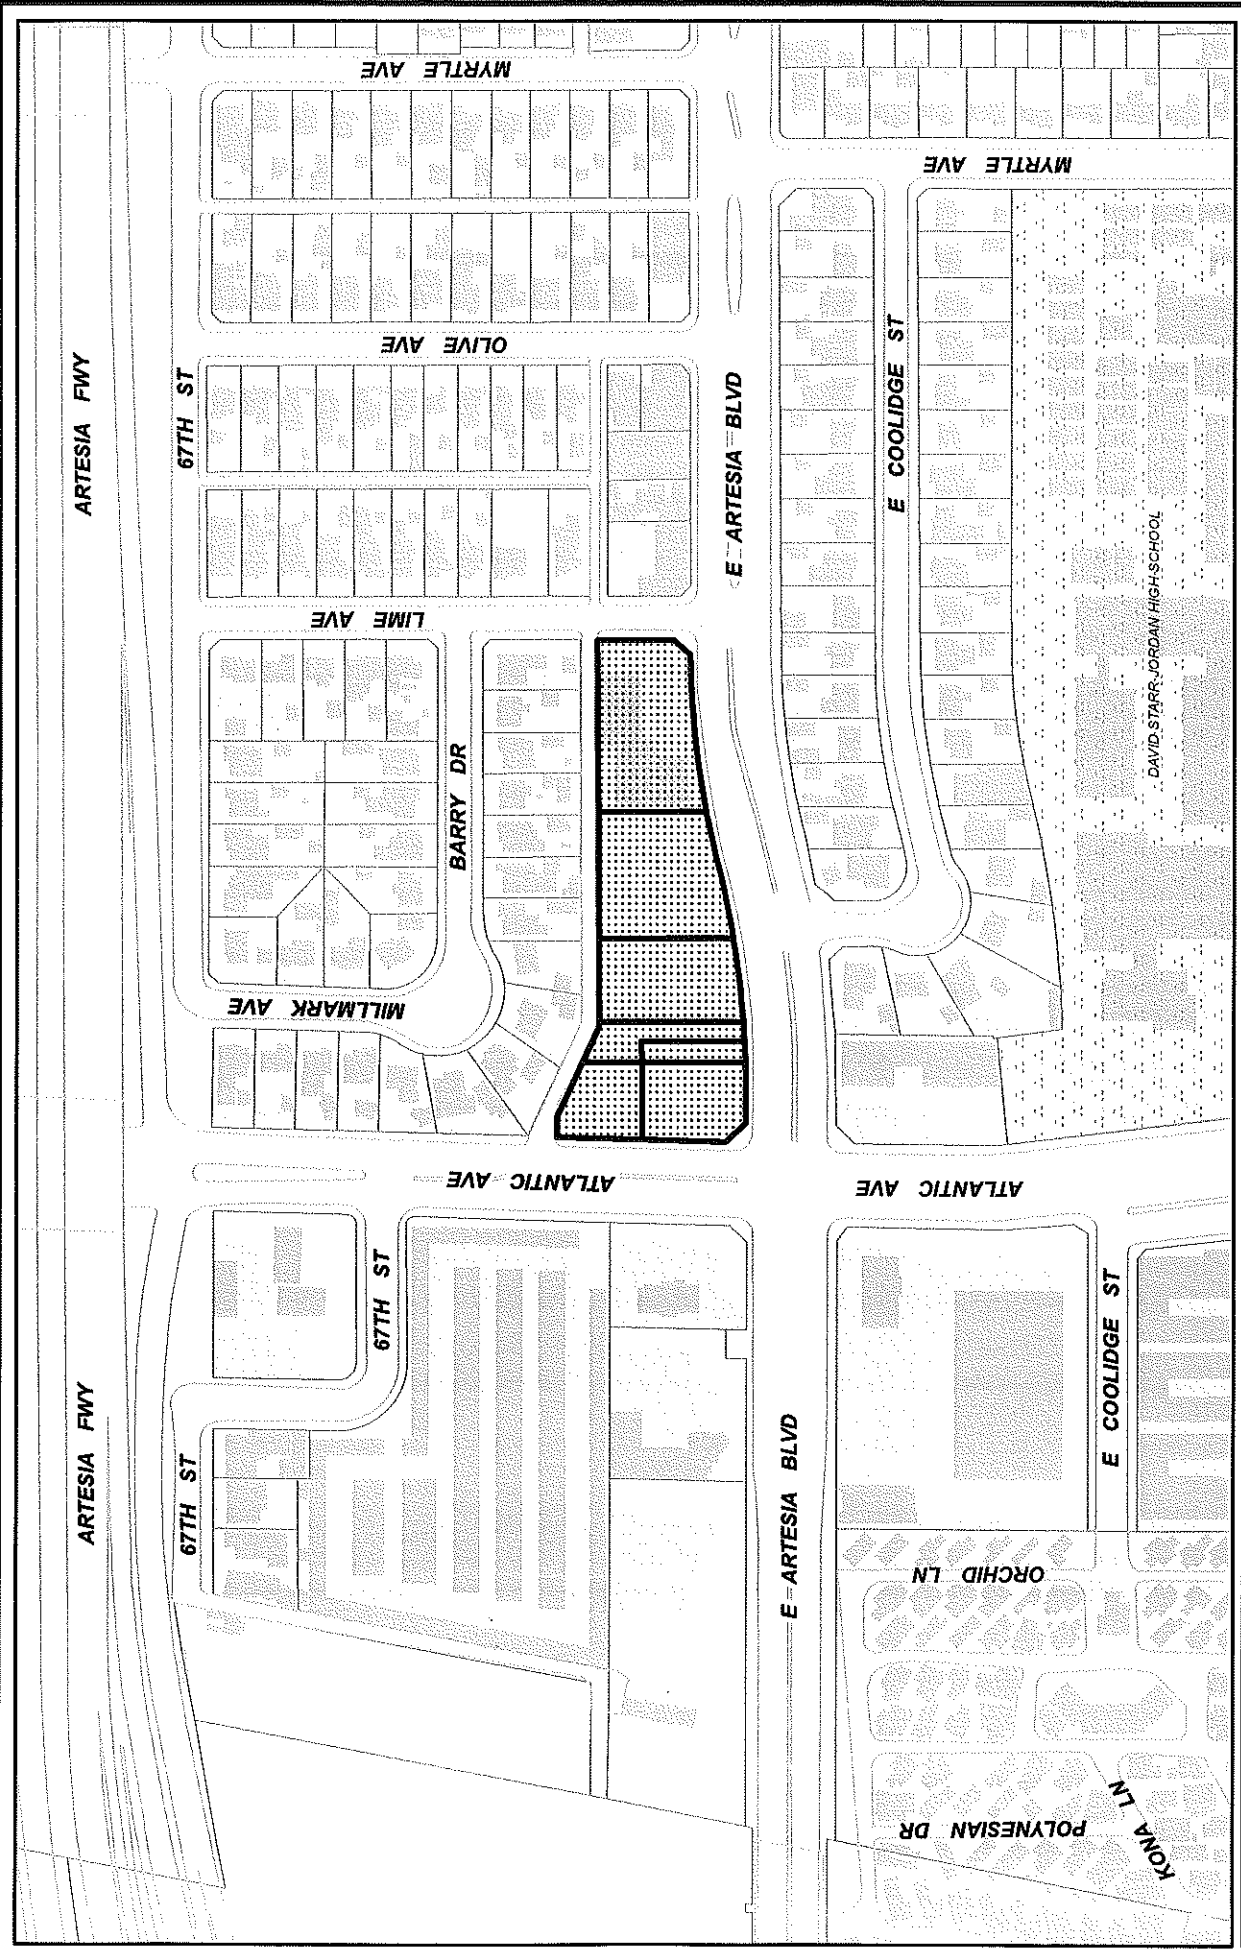 MYRTLE AVE
MYRTLE AVE
ARTESIA FWY
67TH ST
OLIVE AVE
E ARTESIA BLVD
E COOLIDGE ST
LIME AVE
DAVID STARR JORDAN HIGH SCHOOL
BARRY DR
MILLMARK AVE
ATLANTIC AVE
ATLANTIC AVE
67TH ST
E COOLIDGE ST
ARTESIA FWY
67TH ST
E ARTESIA BLVD
ORCHID LN
POLYNESIAN DR
KONA LN